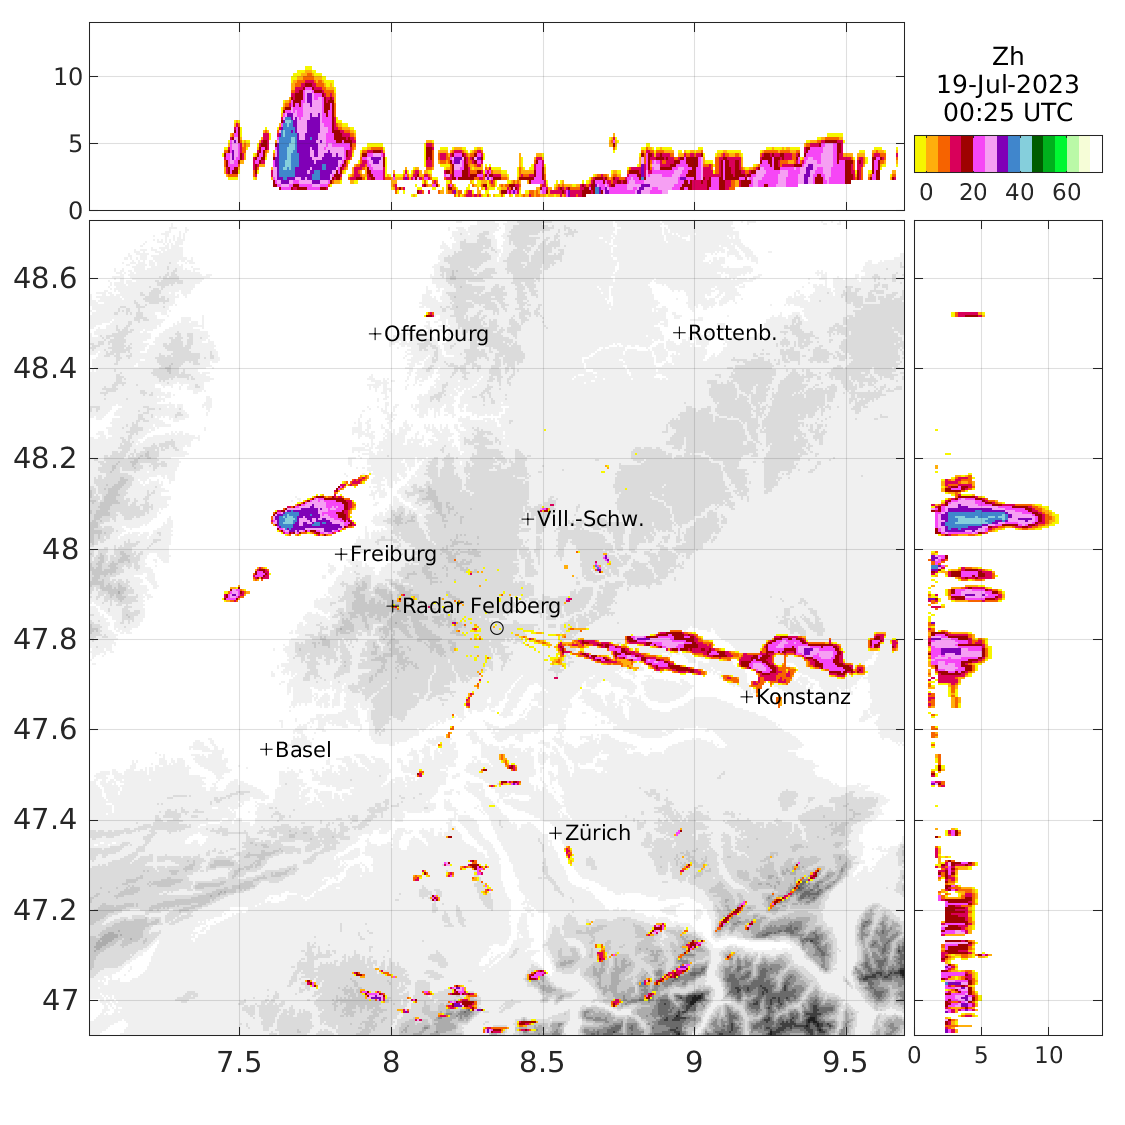 10
5
0
Zh
19-Jul-2023
00:25 UTC
0 20 40 60
48.6
48.4
48.2
48
47.8
47.6
47.4
47.2
47
+Offenburg
+Rottenb.
+Vill.-Schw.
+Freiburg
+Radar Feldberg
+Konstanz
+Basel
+Zürich
7.5 8 8.5 9 9.5
0 5 10